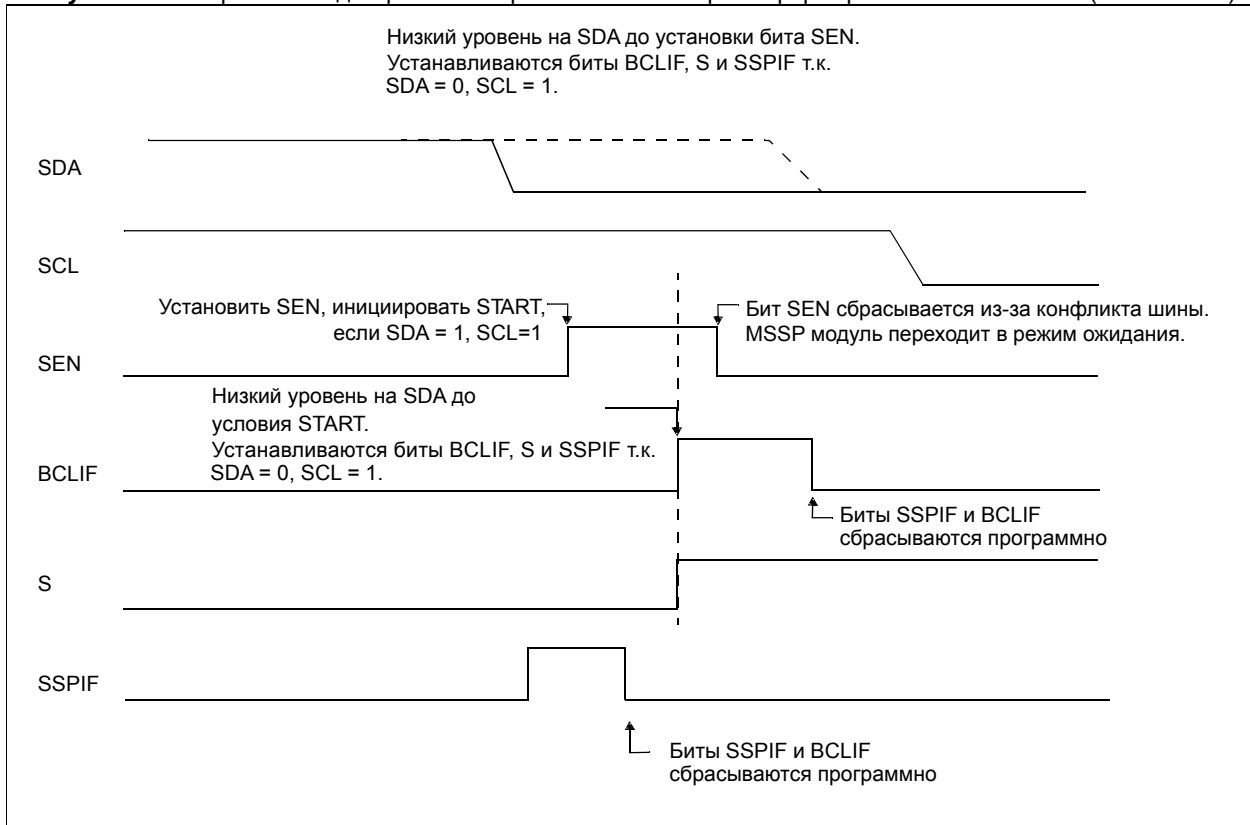 Низкий уровень на SDA до установки бита SEN.
Устанавливаются биты BCLIF, S и SSPIF т.к.
SDA = 0, SCL = 1.
SDA
SCL
Установить SEN, инициировать START,
если SDA = 1, SCL=1
Бит SEN сбрасывается из-за конфликта шины.
MSSP модуль переходит в режим ожидания.
SEN
Низкий уровень на SDA до
условия START.
Устанавливаются биты BCLIF, S и SSPIF т.к.
SDA = 0, SCL = 1.
BCLIF
Биты SSPIF и BCLIF
сбрасываются программно
S
SSPIF
Биты SSPIF и BCLIF
сбрасываются программно